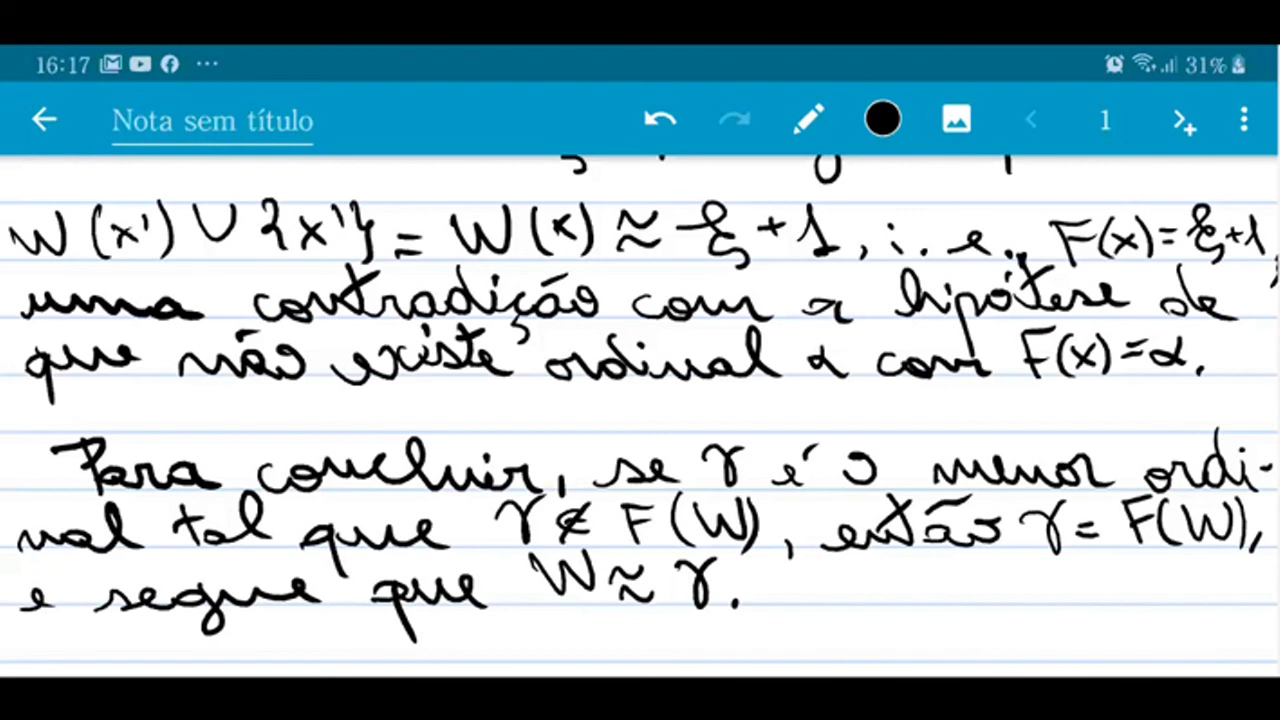 16:17 ... 31%
Nota sem título 1
W(x') ∪ {x'} = W(x) ≈ ξ+1, i. e., F(x)=ξ+1,
uma contradição com a hipótese de
que não existe ordinal α com F(x)=α.
Para concluir, se γ é o menor ordi-
nal tal que γ ∉ F(W), então γ = F(W),
e segue que W ≈ γ.